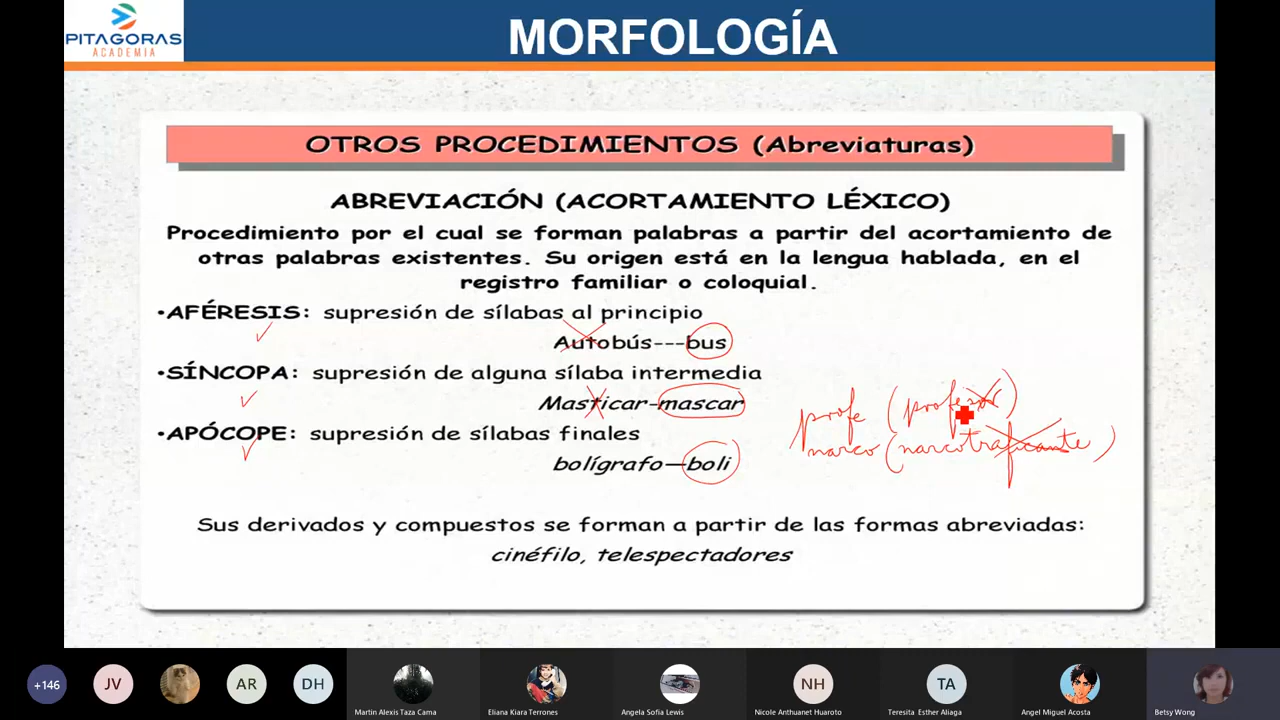 PITAGORAS
ACADEMIA
MORFOLOGÍA
OTROS PROCEDIMIENTOS (Abreviaturas)
ABREVIACIÓN (ACORTAMIENTO LÉXICO)
Procedimiento por el cual se forman palabras a partir del acortamiento de
otras palabras existentes. Su origen está en la lengua hablada, en el
registro familiar o coloquial.
•AFÉRESIS: supresión de sílabas al principio
Autobús---bus
•SÍNCOPA: supresión de alguna sílaba intermedia
Masticar-mascar
profe (profesor)
•APÓCOPE: supresión de sílabas finales
narco (narcotraficante)
bolígrafo—boli
Sus derivados y compuestos se forman a partir de las formas abreviadas:
cinéfilo, telespectadores
+146
JV
AR
DH
NH
TA
Martin Alexis Taza Cama
Eliana Kiara Terrones
Angela Sofia Lewis
Nicole Anthuanet Huaroto
Teresita Esther Aliaga
Angel Miguel Acosta
Betsy Wong